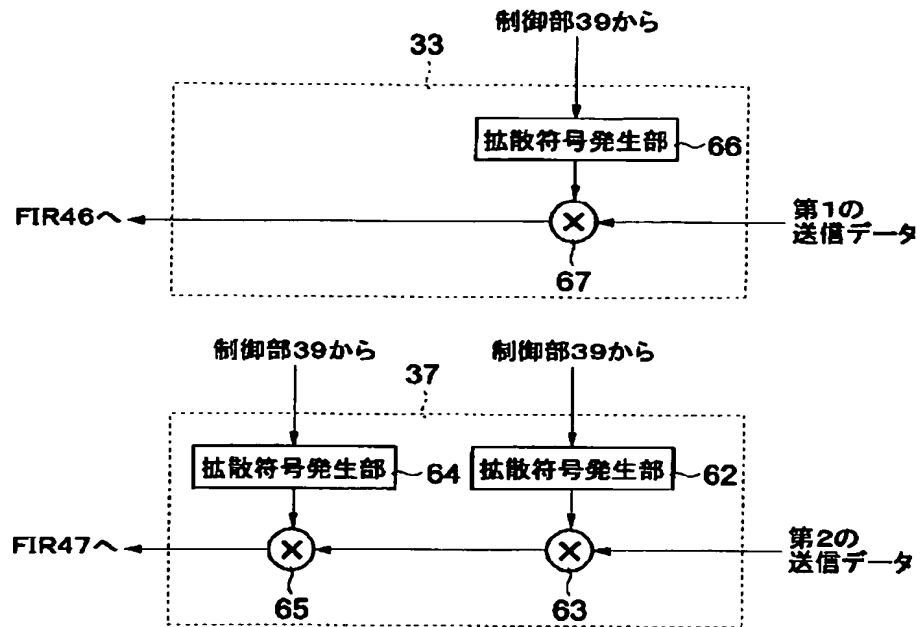 制御部39から
33
拡散符号発生部
66
FIR46へ
第1の
送信データ
67
制御部39から
制御部39から
37
拡散符号発生部
64
拡散符号発生部
62
FIR47へ
第2の
送信データ
65
63